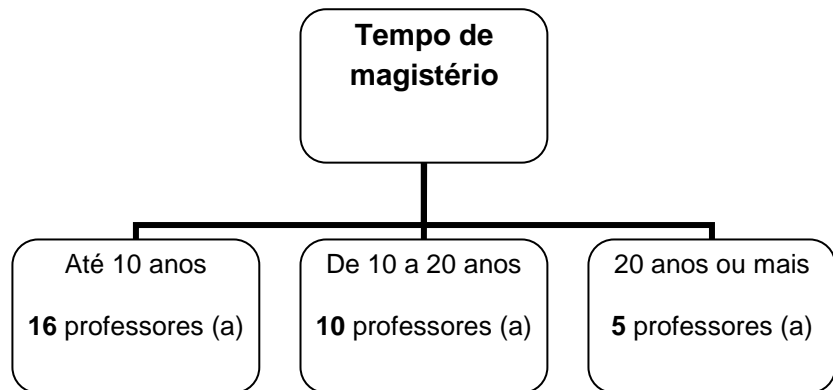 Tempo de
magistério
Até 10 anos
16 professores (a)
De 10 a 20 anos
10 professores (a)
20 anos ou mais
5 professores (a)